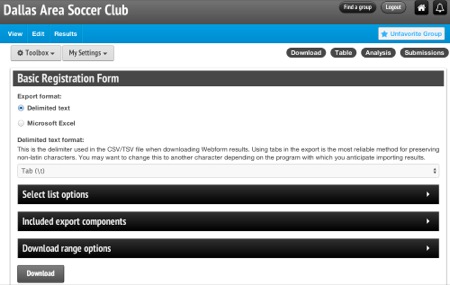 Dallas Area Soccer Club
Find a group Logout
View Edit Results
Unfavorite Group
Toolbox My Settings
Download Table Analysis Submissions
Basic Registration Form
Export format:
Delimited text
Microsoft Excel
Delimited text format:
This is the delimiter used in the CSV/TSV file when downloading Webform results. Using tabs in the export is the most reliable method for preserving
non-latin characters. You may want to change this to another character depending on the program with which you anticipate importing results.
Tab (\t)
Select list options
Included export components
Download range options
Download